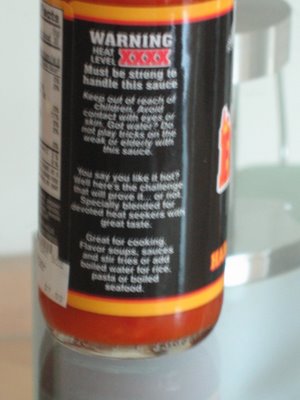 WARNING
HEAT
LEVEL XXXX
Must be strong to
handle this sauce
Keep out of reach of
children. Avoid
contact with eyes or
skin. Got water? Do
not play tricks on the
weak or elderly with
this sauce.
You say you like it hot?
Well here's the challenge
that will prove it... or not.
Specially blended for
devoted heat seekers with
great taste.
Great for cooking.
Flavor soups, sauces
and stir fries or add
boiled water for rice,
pasta or boiled
seafood.